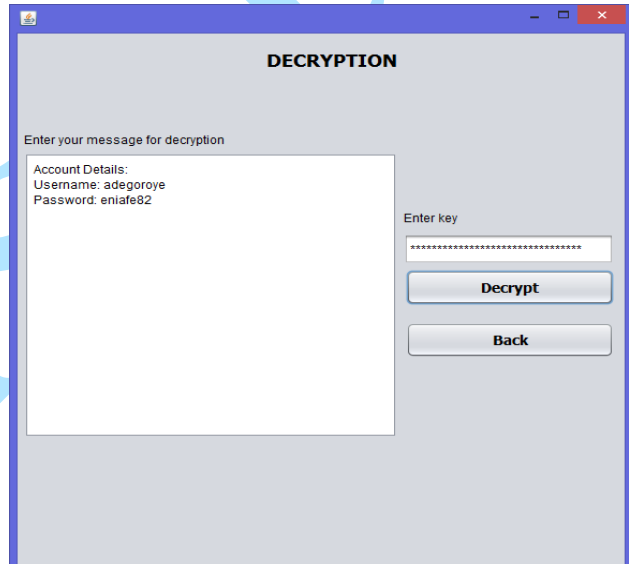 DECRYPTION
Enter your message for decryption
Account Details:
Username: adegoroye
Password: eniafe82
Enter key
********************************
Decrypt
Back